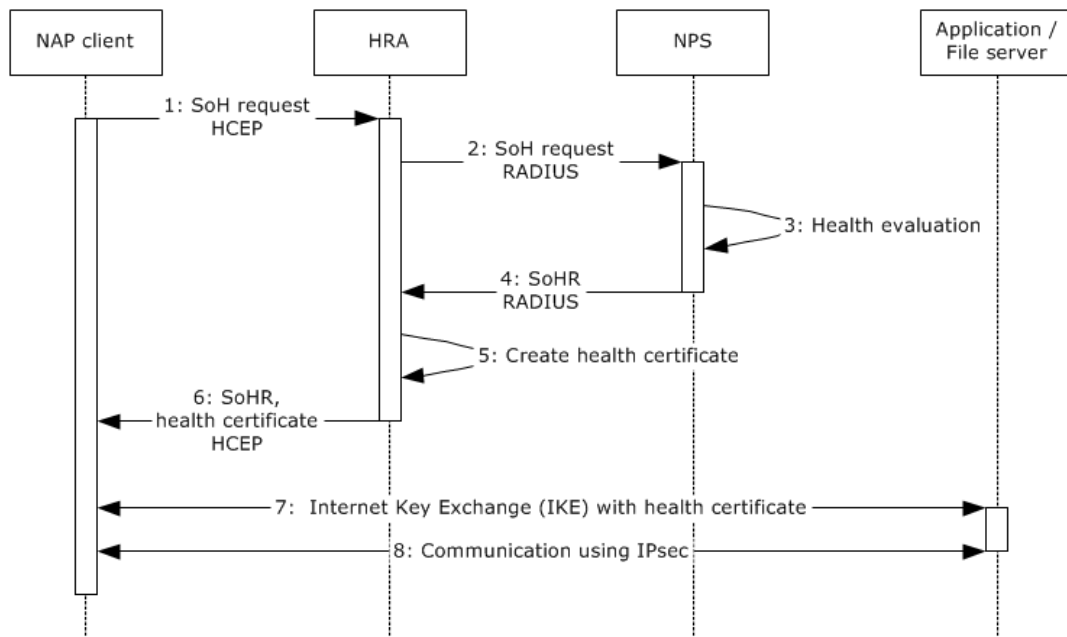 NAP client
HRA
NPS
Application /
File server
1: SoH request
HCEP
2: SoH request
RADIUS
3: Health evaluation
4: SoHR
RADIUS
5: Create health certificate
6: SoHR,
health certificate
HCEP
7: Internet Key Exchange (IKE) with health certificate
8: Communication using IPsec